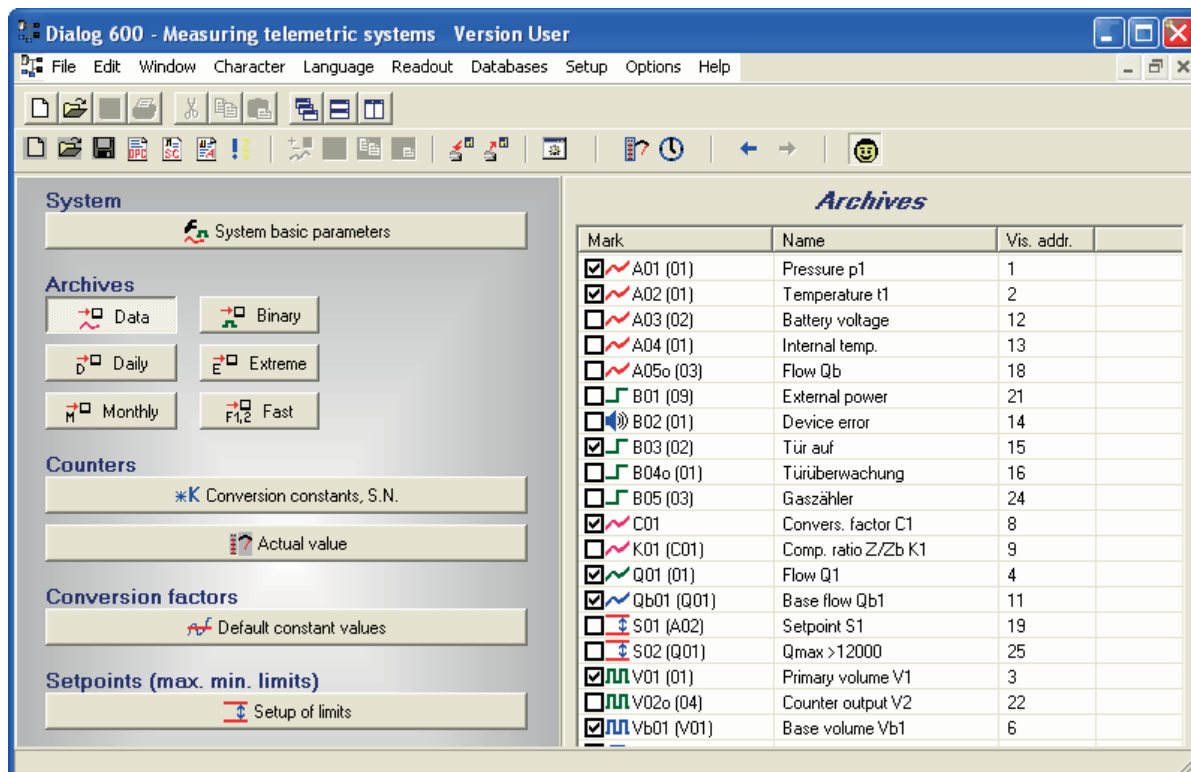 Dialog 600 - Measuring telemetric systems Version User
File Edit Window Character Language Readout Databases Setup Options Help
System
System basic parameters
Archives
Data Binary
D Daily E Extreme
M Monthly F1,2 Fast
Counters
*K Conversion constants, S.N.
Actual value
Conversion factors
Default constant values
Setpoints (max. min. limits)
Setup of limits
Archives
Mark Name Vis. addr.
A01 (01) Pressure p1 1
A02 (01) Temperature t1 2
A03 (02) Battery voltage 12
A04 (01) Internal temp. 13
A05o (03) Flow Qb 18
B01 (09) External power 21
B02 (01) Device error 14
B03 (02) Tür auf 15
B04o (01) Türüberwachung 16
B05 (03) Gaszähler 24
C01 Convers. factor C1 8
K01 (C01) Comp. ratio Z/Zb K1 9
Q01 (01) Flow Q1 4
Qb01 (Q01) Base flow Qb1 11
S01 (A02) Setpoint S1 19
S02 (Q01) Qmax >12000 25
V01 (01) Primary volume V1 3
V02o (04) Counter output V2 22
Vb01 (V01) Base volume Vb1 6